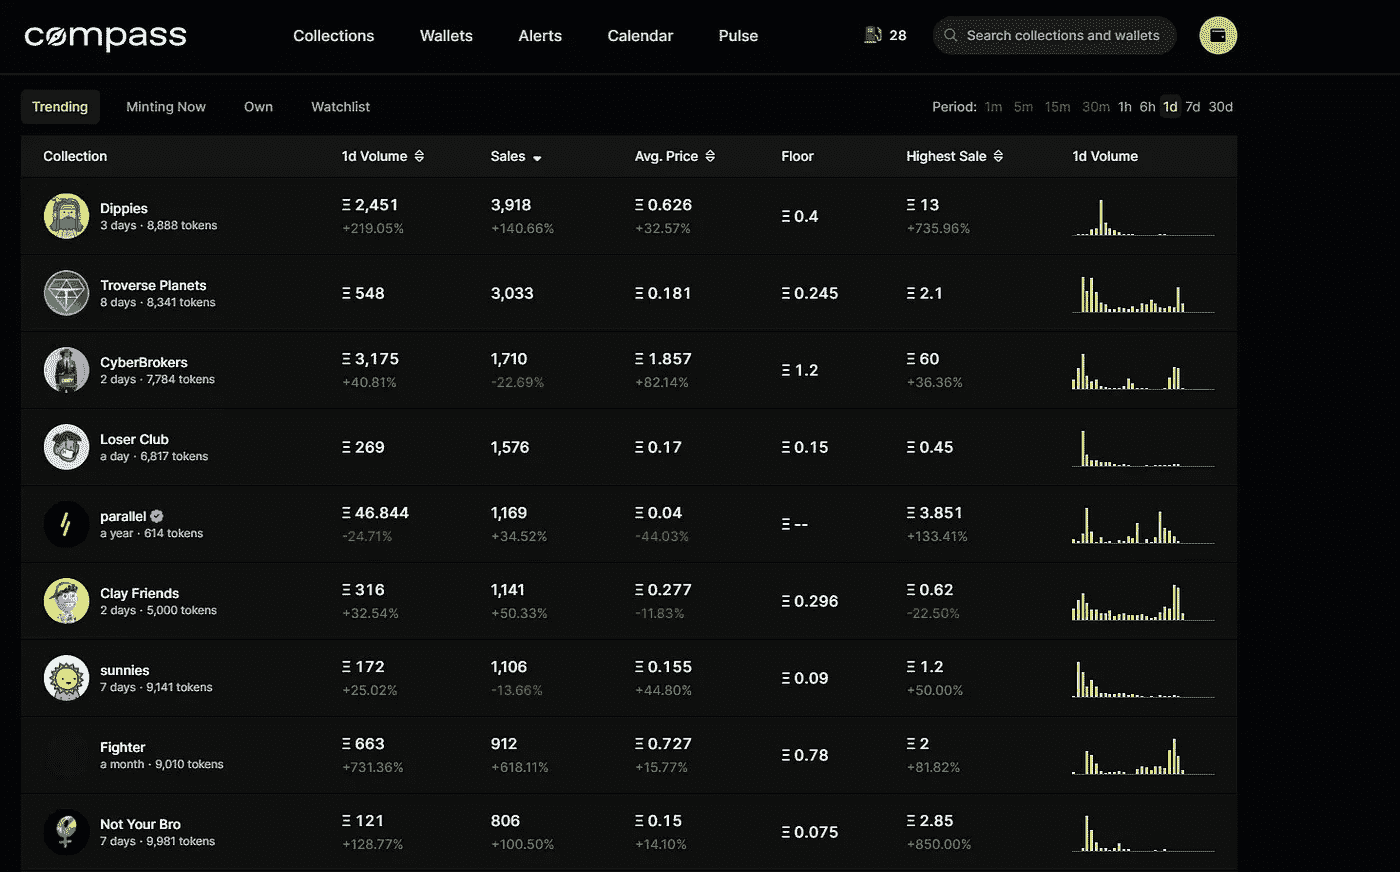 compass
Collections Wallets Alerts Calendar Pulse 28 Search collections and wallets
Trending Minting Now Own Watchlist Period: 1m 5m 15m 30m 1h 6h 1d 7d 30d
Collection 1d Volume Sales Avg. Price Floor Highest Sale 1d Volume
Dippies
3 days · 8,888 tokens
Ξ 2,451 3,918 Ξ 0.626 Ξ 0.4 Ξ 13
+219.05% +140.66% +32.57% +735.96%
Troverse Planets
8 days · 8,341 tokens
Ξ 548 3,033 Ξ 0.181 Ξ 0.245 Ξ 2.1
CyberBrokers
2 days · 7,784 tokens
Ξ 3,175 1,710 Ξ 1.857 Ξ 1.2 Ξ 60
+40.81% -22.69% +82.14% +36.36%
Loser Club
a day · 6,817 tokens
Ξ 269 1,576 Ξ 0.17 Ξ 0.15 Ξ 0.45
parallel
a year · 614 tokens
Ξ 46.844 1,169 Ξ 0.04 Ξ -- Ξ 3.851
-24.71% +34.52% -44.03% +133.41%
Clay Friends
2 days · 5,000 tokens
Ξ 316 1,141 Ξ 0.277 Ξ 0.296 Ξ 0.62
+32.54% +50.33% -11.83% -22.50%
sunnies
7 days · 9,141 tokens
Ξ 172 1,106 Ξ 0.155 Ξ 0.09 Ξ 1.2
+25.02% -13.66% +44.80% +50.00%
Fighter
a month · 9,010 tokens
Ξ 663 912 Ξ 0.727 Ξ 0.78 Ξ 2
+731.36% +618.11% +15.77% +81.82%
Not Your Bro
7 days · 9,981 tokens
Ξ 121 806 Ξ 0.15 Ξ 0.075 Ξ 2.85
+128.77% +100.50% +14.10% +850.00%